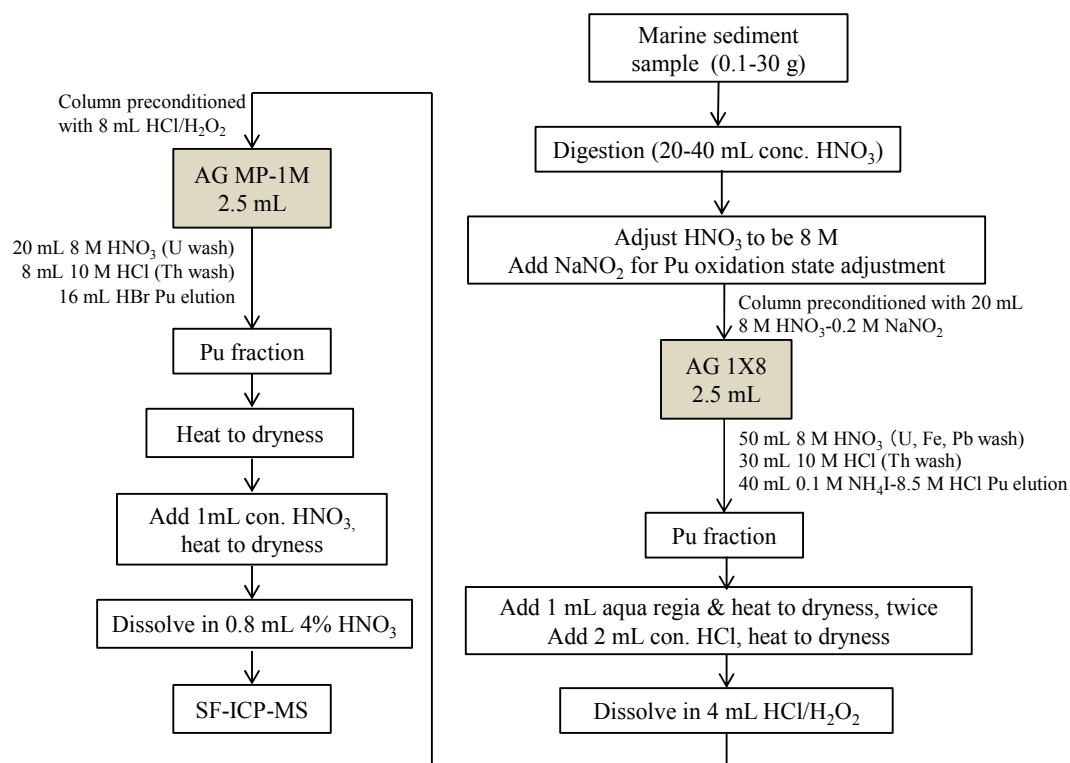 Marine sediment
sample (0.1-30 g)
Digestion (20-40 mL conc. HNO₃)
Adjust HNO₃ to be 8 M
Add NaNO₂ for Pu oxidation state adjustment
Column preconditioned with 20 mL
8 M HNO₃-0.2 M NaNO₂
AG 1X8
2.5 mL
50 mL 8 M HNO₃ (U, Fe, Pb wash)
30 mL 10 M HCl (Th wash)
40 mL 0.1 M NH₄I-8.5 M HCl Pu elution
Pu fraction
Add 1 mL aqua regia & heat to dryness, twice
Add 2 mL con. HCl, heat to dryness
Dissolve in 4 mL HCl/H₂O₂
Column preconditioned
with 8 mL HCl/H₂O₂
AG MP-1M
2.5 mL
20 mL 8 M HNO₃ (U wash)
8 mL 10 M HCl (Th wash)
16 mL HBr Pu elution
Pu fraction
Heat to dryness
Add 1mL con. HNO₃,
heat to dryness
Dissolve in 0.8 mL 4% HNO₃
SF-ICP-MS